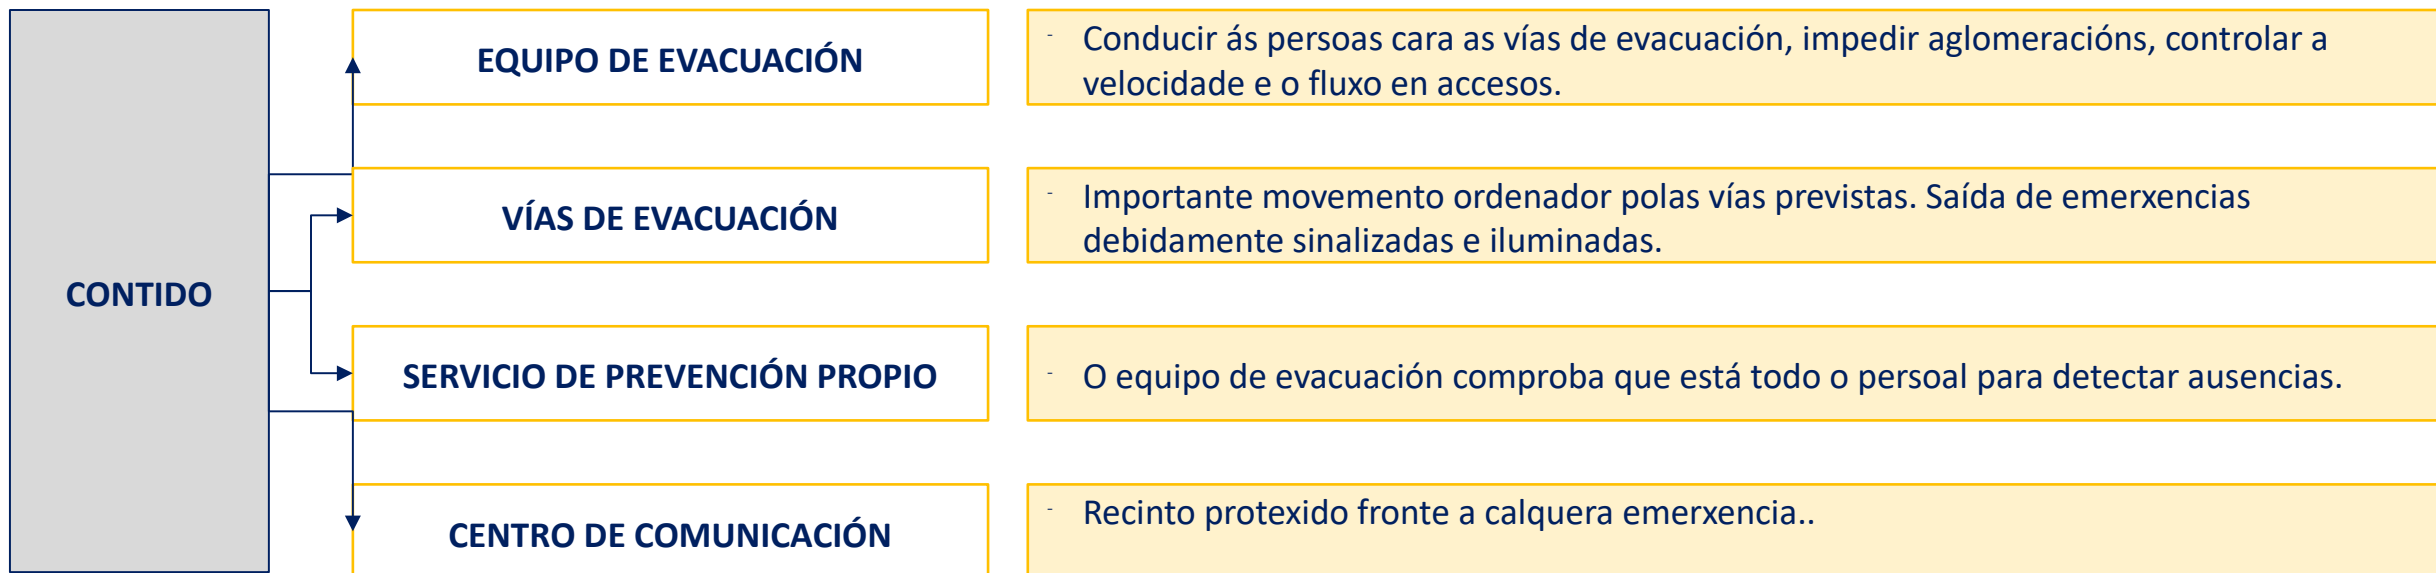 CONTIDO
EQUIPO DE EVACUACIÓN
- Conducir ás persoas cara as vías de evacuación, impedir aglomeracións, controlar a
velocidade e o fluxo en accesos.
VÍAS DE EVACUACIÓN
- Importante movemento ordenador polas vías previstas. Saída de emerxencias
debidamente sinalizadas e iluminadas.
SERVICIO DE PREVENCIÓN PROPIO
- O equipo de evacuación comproba que está todo o persoal para detectar ausencias.
CENTRO DE COMUNICACIÓN
- Recinto protexido fronte a calquera emerxencia..